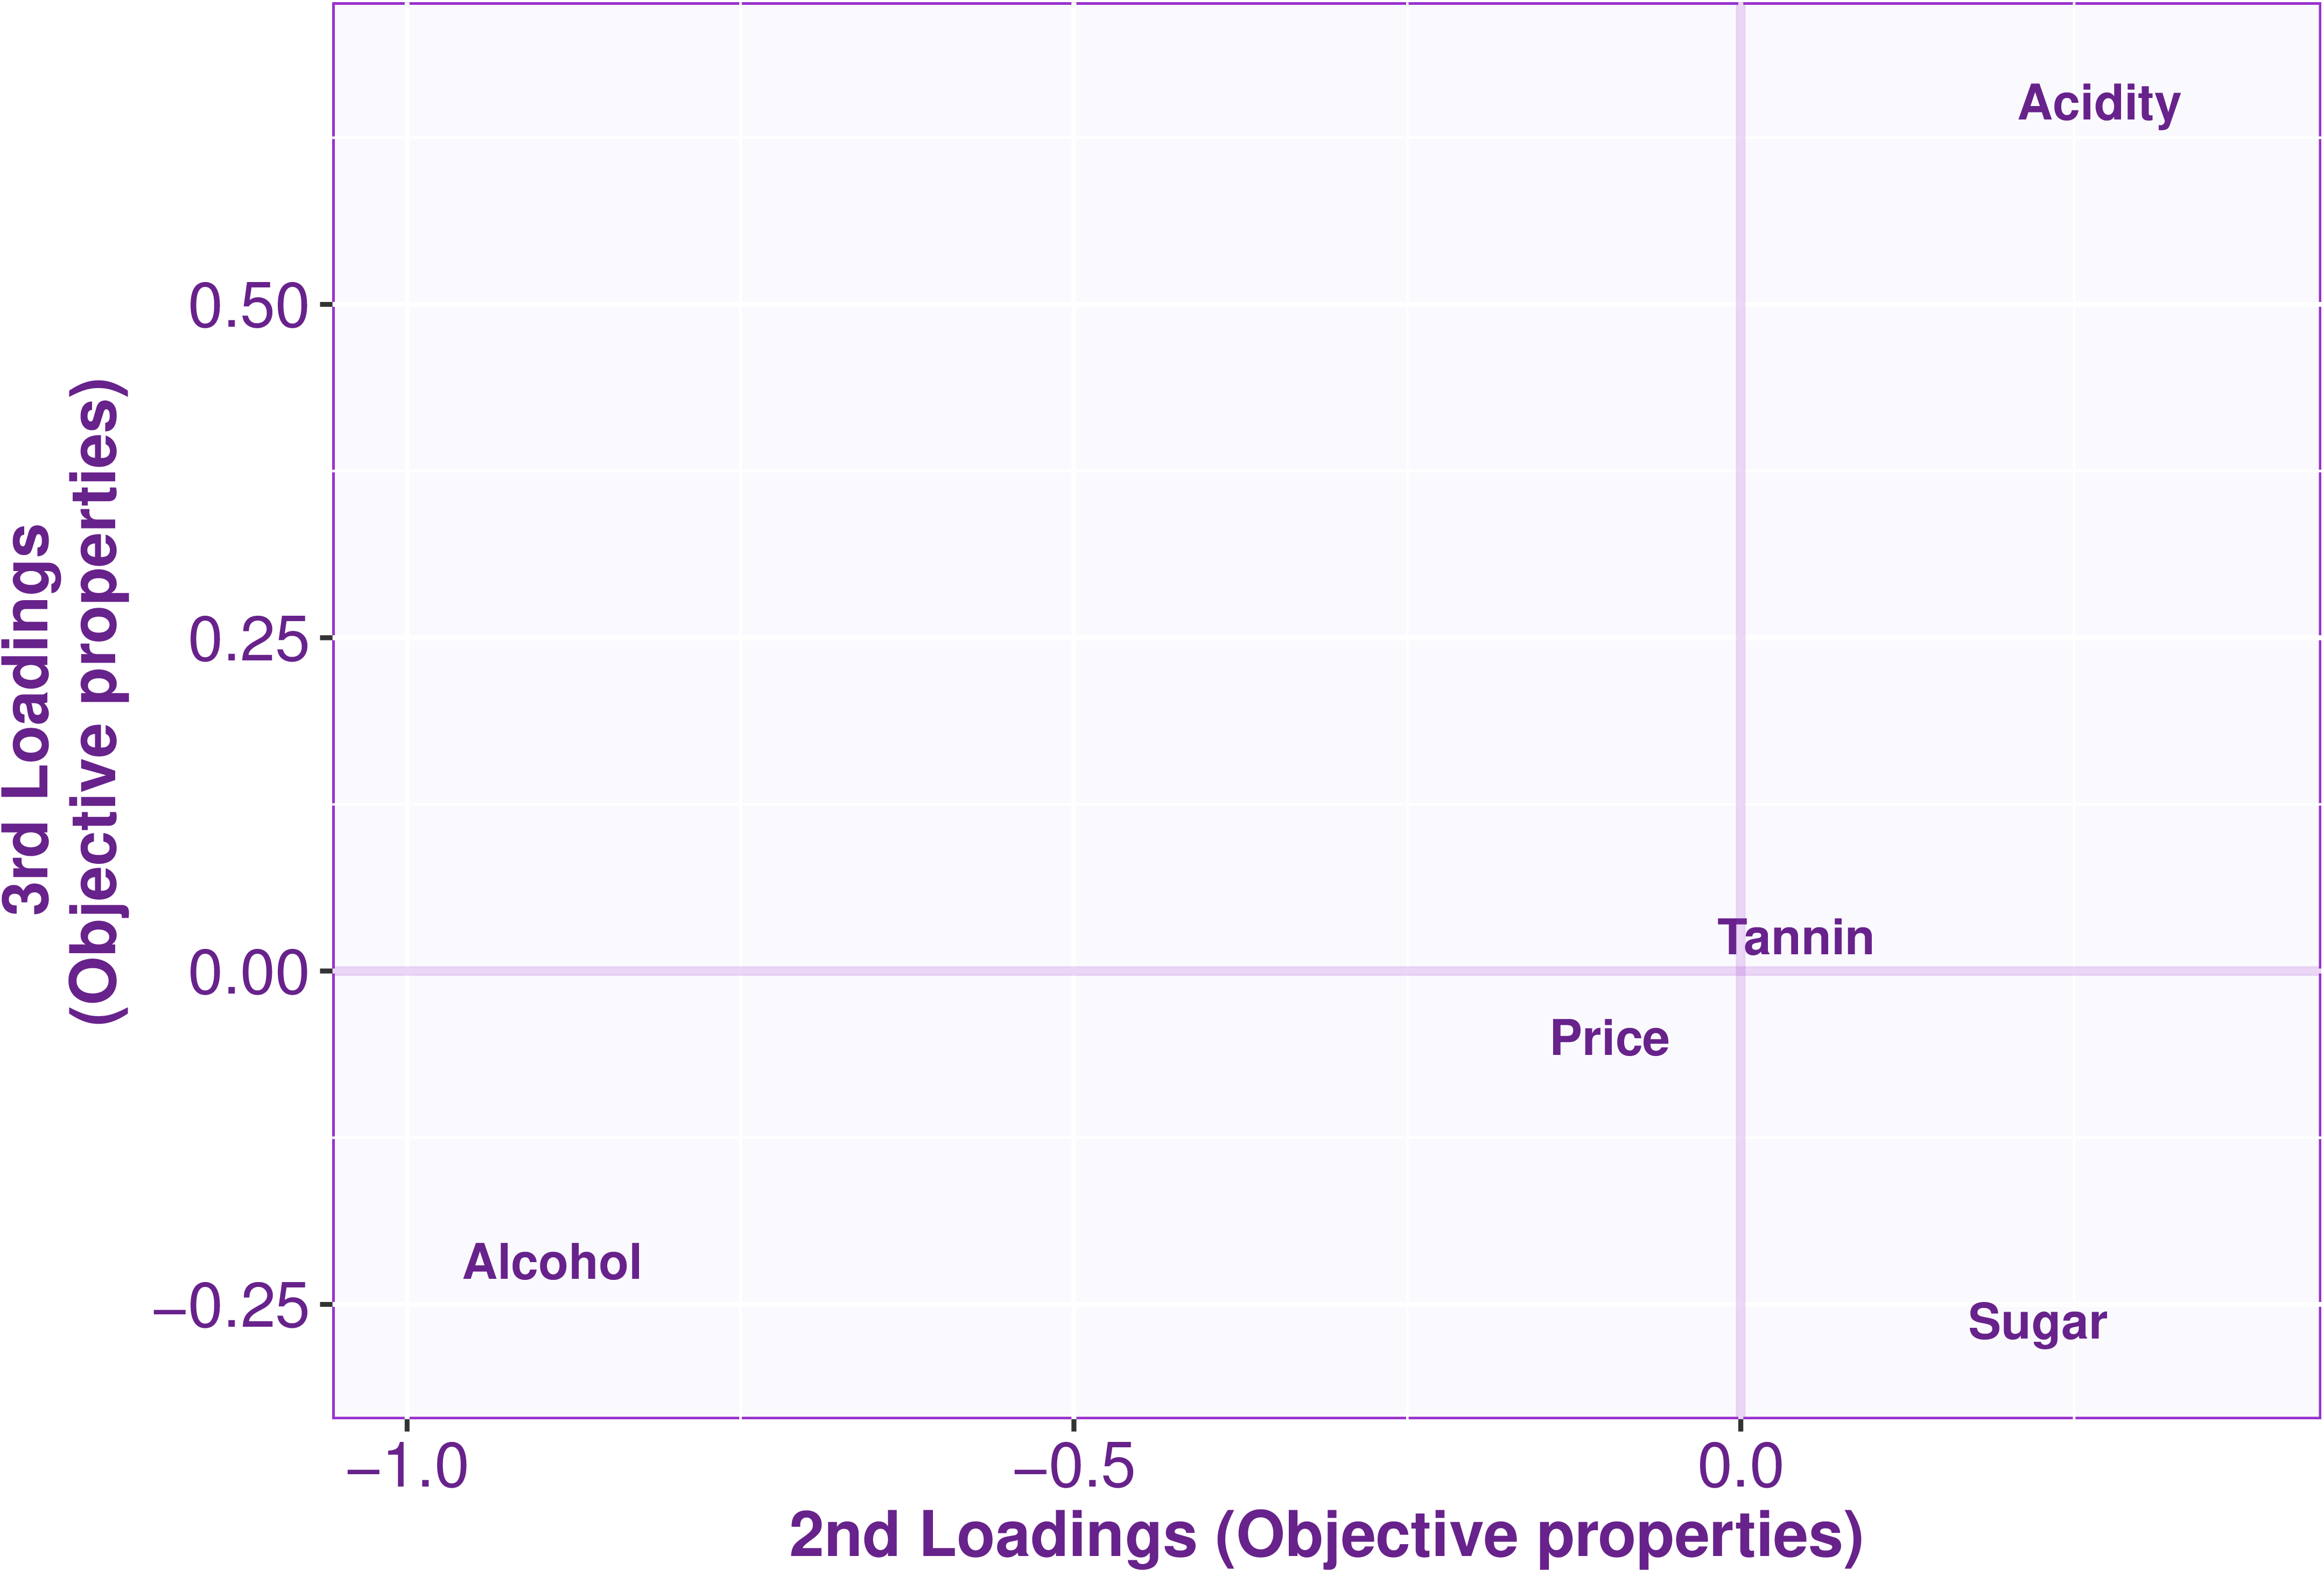 3rd Loadings
(Objective properties)
0.50
0.25
0.00
−0.25
Acidity
Tannin
Price
Alcohol
Sugar
−1.0
−0.5
0.0
2nd Loadings (Objective properties)